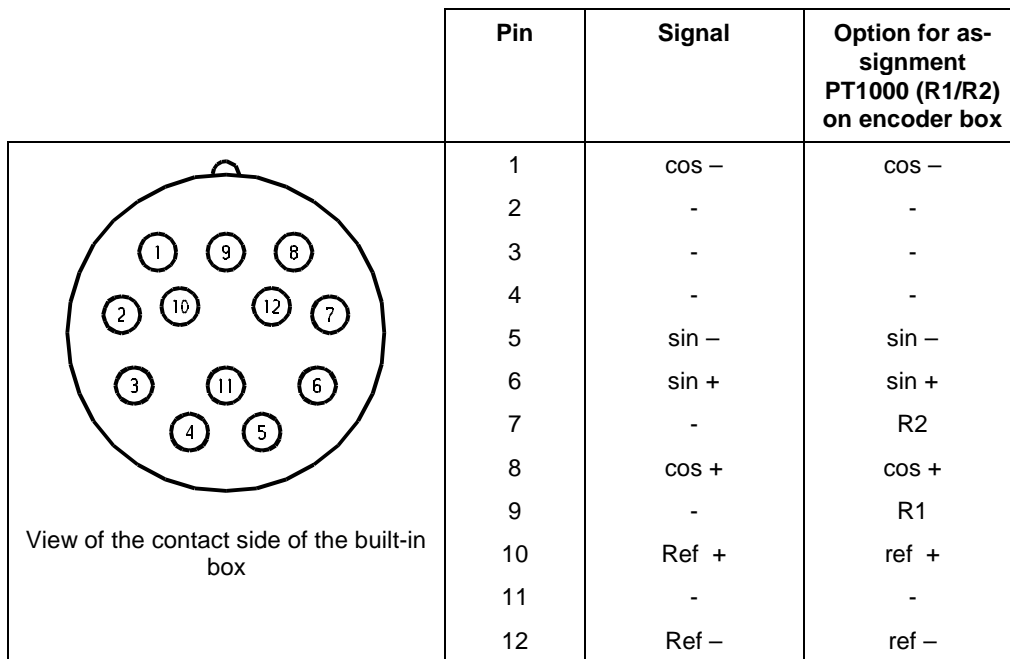 Pin Signal Option for as-
signment
PT1000 (R1/R2)
on encoder box
1 cos – cos –
2 - -
3 - -
4 - -
5 sin – sin –
6 sin + sin +
7 - R2
8 cos + cos +
9 - R1
10 Ref + ref +
11 - -
12 Ref – ref –
1 9 8
2 10 12 7
3 11 6
4 5
View of the contact side of the built-in
box